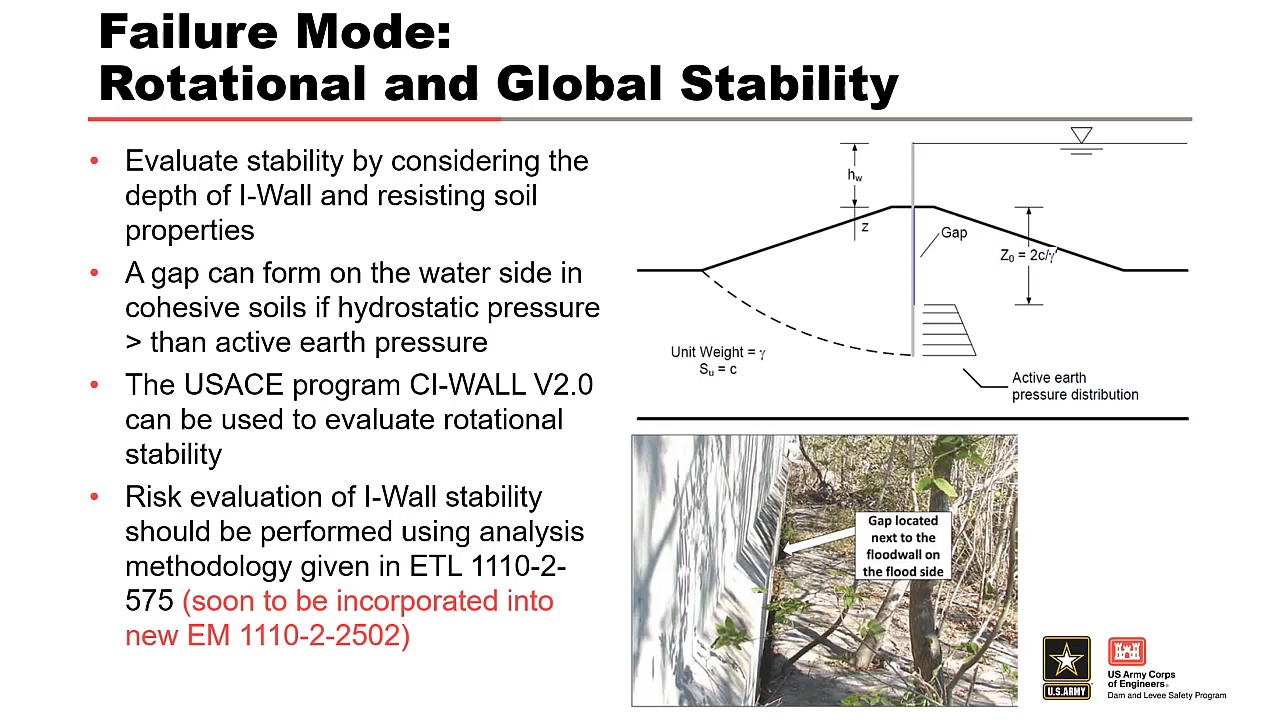 Failure Mode:
Rotational and Global Stability
• Evaluate stability by considering the
depth of I-Wall and resisting soil
properties
• A gap can form on the water side in
cohesive soils if hydrostatic pressure
> than active earth pressure
• The USACE program CI-WALL V2.0
can be used to evaluate rotational
stability
• Risk evaluation of I-Wall stability
should be performed using analysis
methodology given in ETL 1110-2-
575 (soon to be incorporated into
new EM 1110-2-2502)
hw
z
Gap
Z0 = 2c/γ'
Unit Weight = γ
Su = c
Active earth
pressure distribution
Gap located
next to the
floodwall on
the flood side
U.S.ARMY
US Army Corps
of Engineers®
Dam and Levee Safety Program